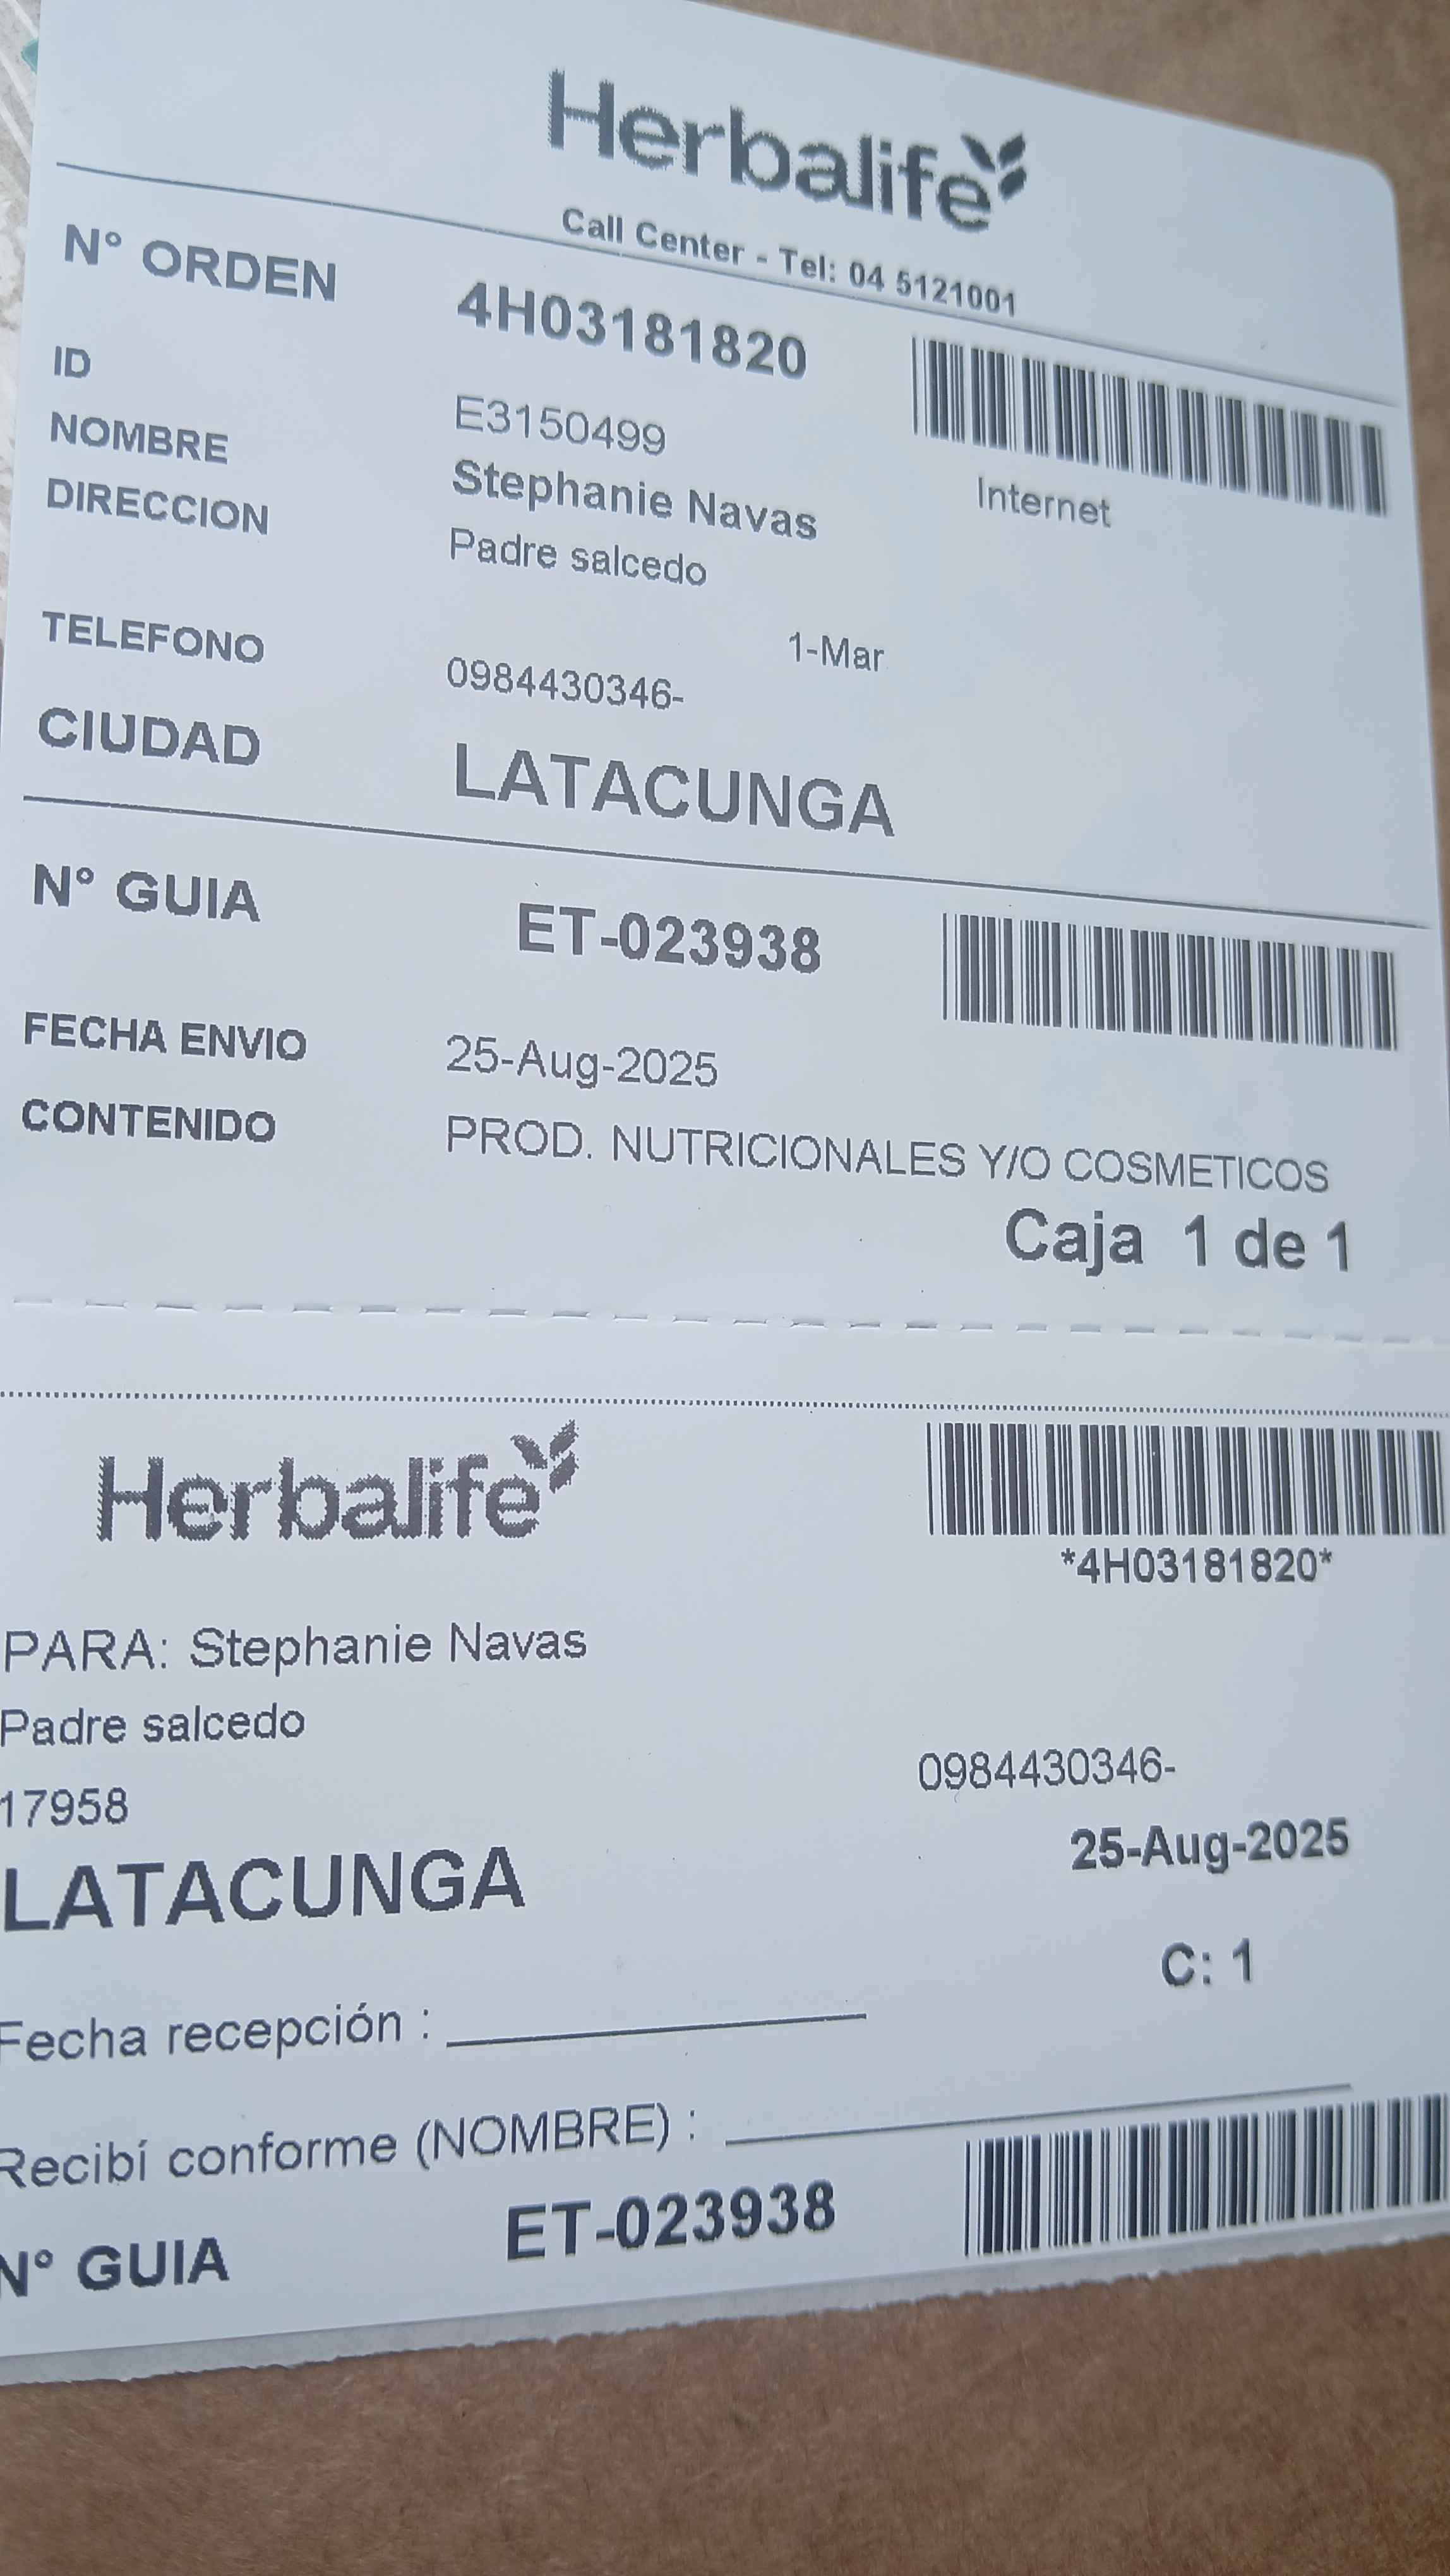 Herbalife
Call Center - Tel: 04 5121001
N° ORDEN 4H03181820
ID E3150499
Internet
NOMBRE Stephanie Navas
DIRECCION Padre salcedo
1-Mar
TELEFONO 0984430346-
CIUDAD LATACUNGA
N° GUIA ET-023938
FECHA ENVIO 25-Aug-2025
CONTENIDO PROD. NUTRICIONALES Y/O COSMETICOS
Caja 1 de 1
Herbalife
*4H03181820*
PARA: Stephanie Navas
Padre salcedo
0984430346-
17958
25-Aug-2025
LATACUNGA
C: 1
Fecha recepción :
Recibí conforme (NOMBRE) :
N° GUIA ET-023938